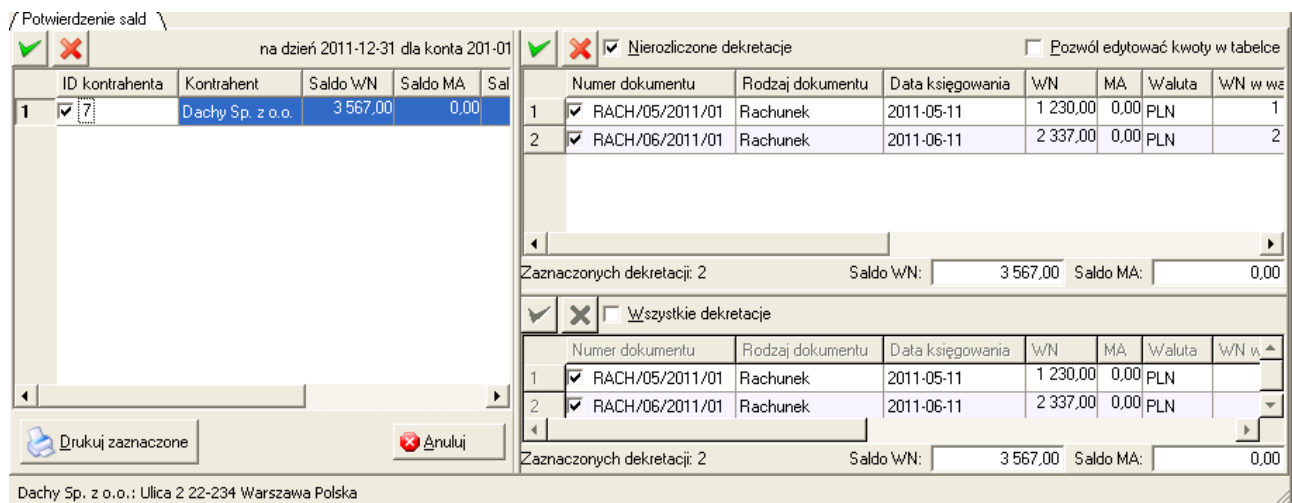 Potwierdzenie sald
na dzień 2011-12-31 dla konta 201-01
ID kontrahenta Kontrahent Saldo WN Saldo MA Sal
1 7 Dachy Sp. z o.o. 3 567,00 0,00
Drukuj zaznaczone Anuluj
Nierozliczone dekretacje Pozwól edytować kwoty w tabelce
Numer dokumentu Rodzaj dokumentu Data księgowania WN MA Waluta WN w wa
1 RACH/05/2011/01 Rachunek 2011-05-11 1 230,00 0,00 PLN 1
2 RACH/06/2011/01 Rachunek 2011-06-11 2 337,00 0,00 PLN 2
Zaznaczonych dekretacji: 2 Saldo WN: 3 567,00 Saldo MA: 0,00
Wszystkie dekretacje
Numer dokumentu Rodzaj dokumentu Data księgowania WN MA Waluta WN w
1 RACH/05/2011/01 Rachunek 2011-05-11 1 230,00 0,00 PLN
2 RACH/06/2011/01 Rachunek 2011-06-11 2 337,00 0,00 PLN
Zaznaczonych dekretacji: 2 Saldo WN: 3 567,00 Saldo MA: 0,00
Dachy Sp. z o.o.: Ulica 2 22-234 Warszawa Polska